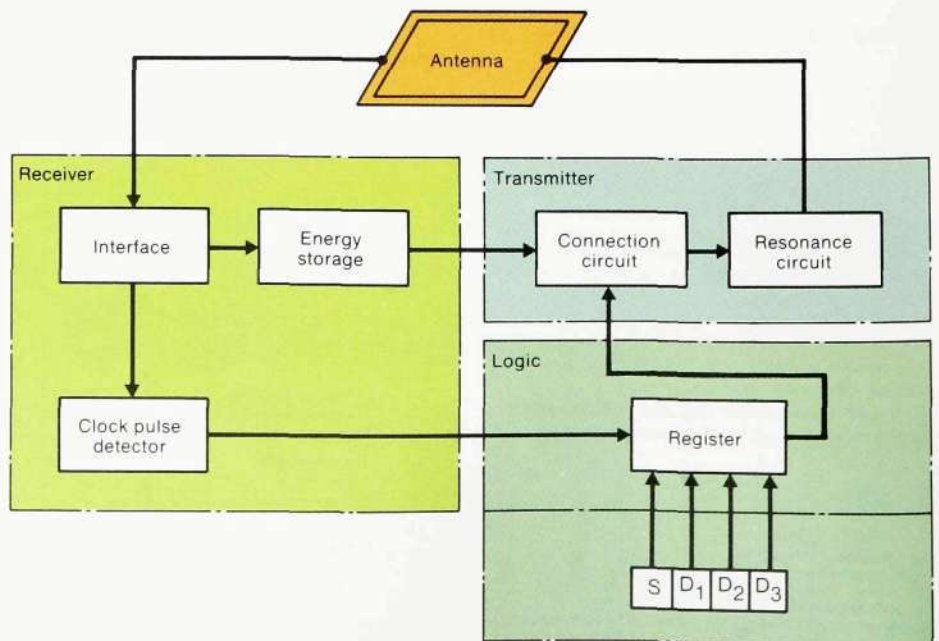 Antenna
Receiver
Interface
Energy
storage
Clock pulse
detector
Transmitter
Connection
circuit
Resonance
circuit
Logic
Register
S D₁ D₂ D₃